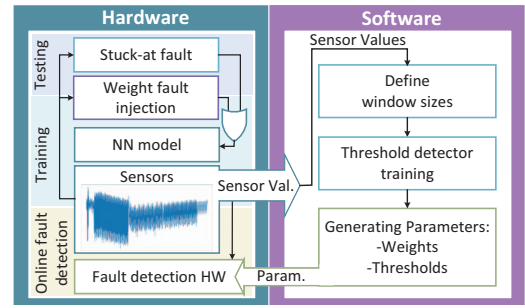 Hardware
Software
Testing
Stuck-at fault
Weight fault
injection
Training
NN model
Sensors
Sensor Val.
Online fault
detection
Fault detection HW
Sensor Values
Define
window sizes
Threshold detector
training
Generating Parameters:
-Weights
-Thresholds
Param.